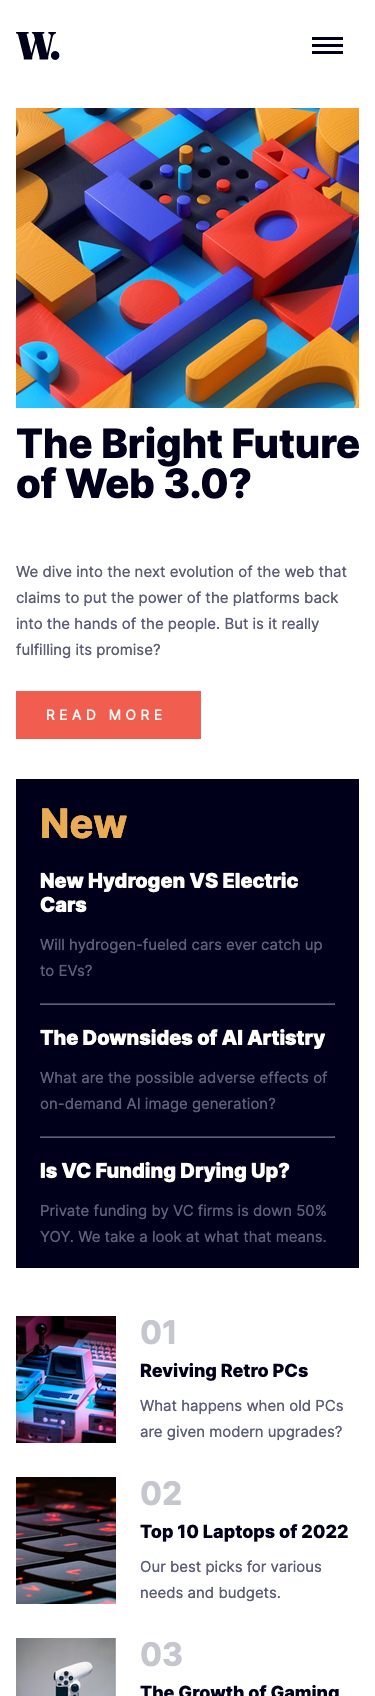 W.
The Bright Future
of Web 3.0?
We dive into the next evolution of the web that
claims to put the power of the platforms back
into the hands of the people. But is it really
fulfilling its promise?
READ MORE
New
New Hydrogen VS Electric
Cars
Will hydrogen-fueled cars ever catch up
to EVs?
The Downsides of AI Artistry
What are the possible adverse effects of
on-demand AI image generation?
Is VC Funding Drying Up?
Private funding by VC firms is down 50%
YOY. We take a look at what that means.
01
Reviving Retro PCs
What happens when old PCs
are given modern upgrades?
02
Top 10 Laptops of 2022
Our best picks for various
needs and budgets.
03
The Growth of Gaming